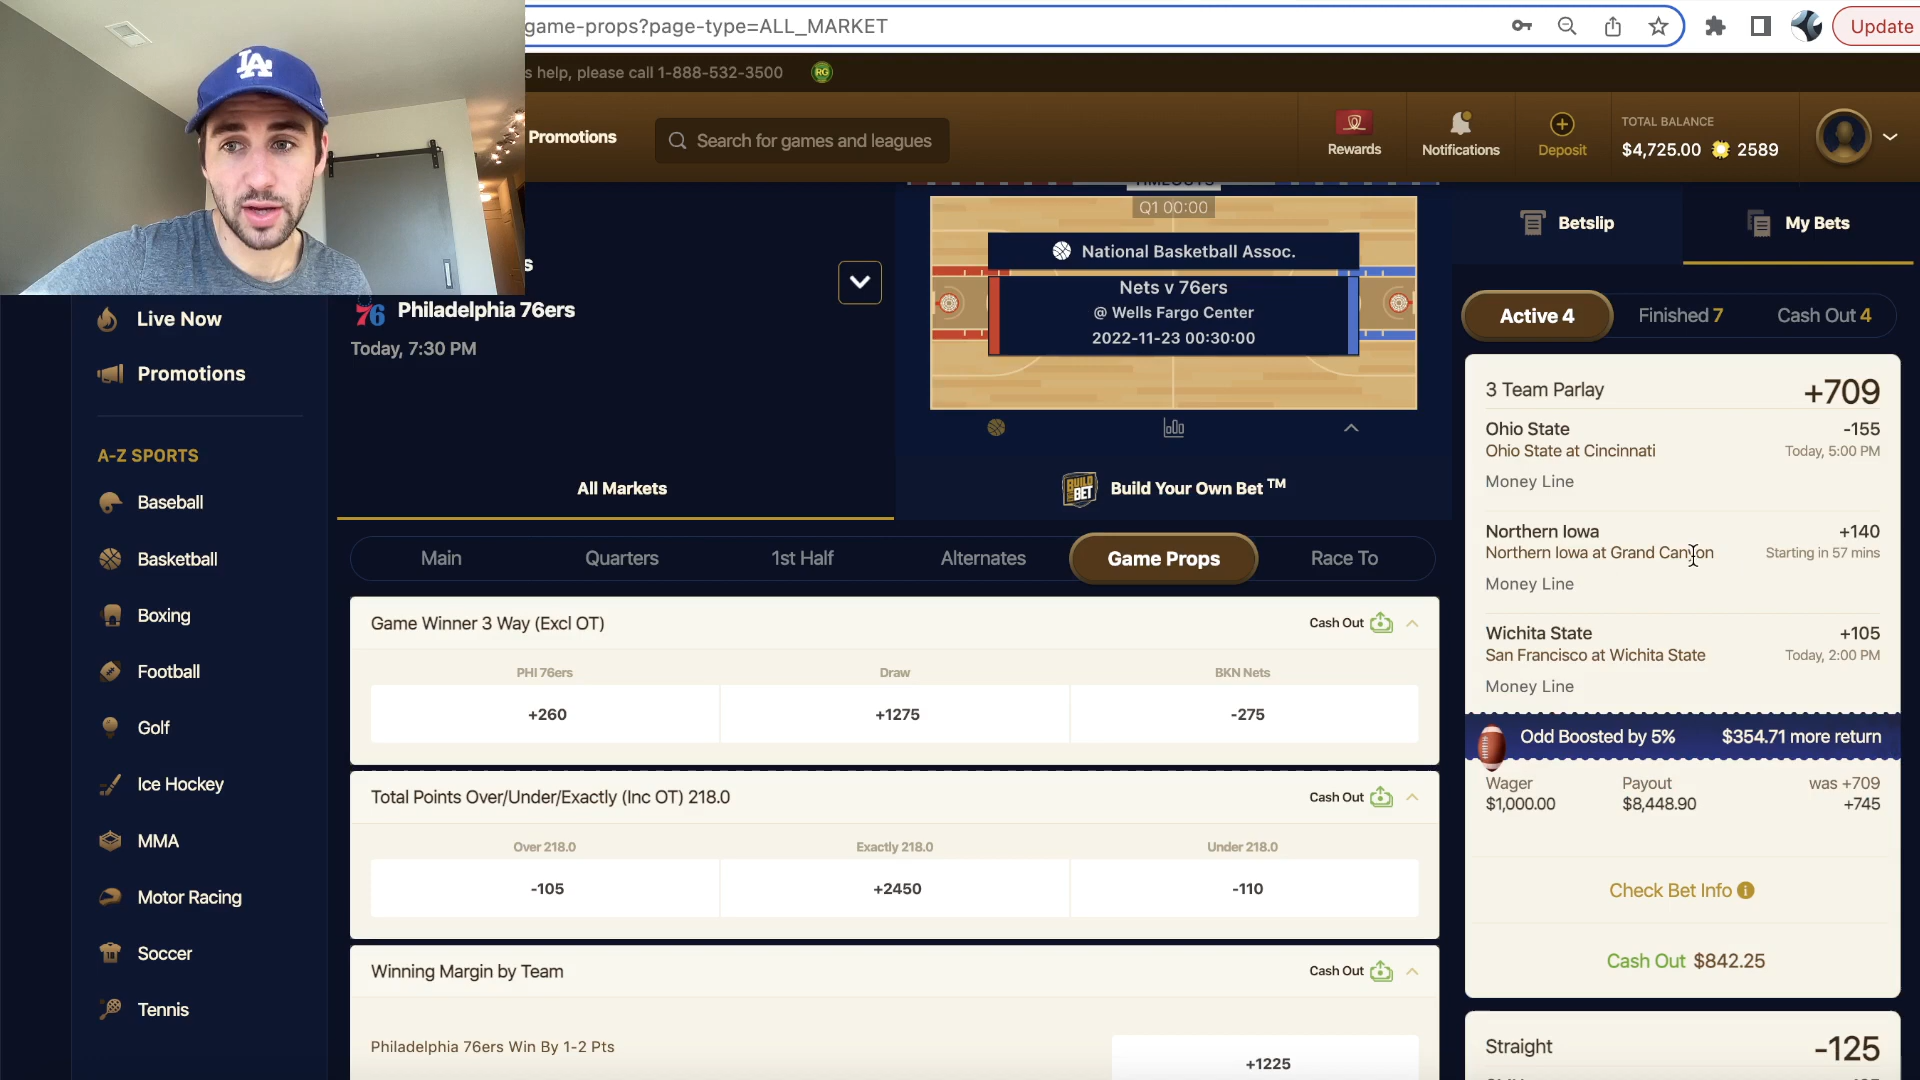 game-props?page-type=ALL_MARKET
Update
s help, please call 1-888-532-3500
RG
LA
Promotions
Search for games and leagues
Rewards
Notifications
Deposit
TOTAL BALANCE
$4,725.00 2589
s
76 Philadelphia 76ers
Today, 7:30 PM
Q1 00:00
National Basketball Assoc.
Nets v 76ers
@ Wells Fargo Center
2022-11-23 00:30:00
Betslip
My Bets
Live Now
Promotions
A-Z SPORTS
Baseball
Basketball
Boxing
Football
Golf
Ice Hockey
MMA
Motor Racing
Soccer
Tennis
All Markets
BUILD YOUR BET
Build Your Own Bet TM
Main
Quarters
1st Half
Alternates
Game Props
Race To
Game Winner 3 Way (Excl OT)
Cash Out
PHI 76ers
Draw
BKN Nets
+260
+1275
-275
Total Points Over/Under/Exactly (Inc OT) 218.0
Cash Out
Over 218.0
Exactly 218.0
Under 218.0
-105
+2450
-110
Winning Margin by Team
Cash Out
Philadelphia 76ers Win By 1-2 Pts
+1225
Active 4
Finished 7
Cash Out 4
3 Team Parlay +709
Ohio State -155
Ohio State at Cincinnati Today, 5:00 PM
Money Line
Northern Iowa +140
Northern Iowa at Grand Canyon Starting in 57 mins
Money Line
Wichita State +105
San Francisco at Wichita State Today, 2:00 PM
Money Line
Odd Boosted by 5% $354.71 more return
Wager Payout was +709
$1,000.00 $8,448.90 +745
Check Bet Info i
Cash Out $842.25
Straight -125